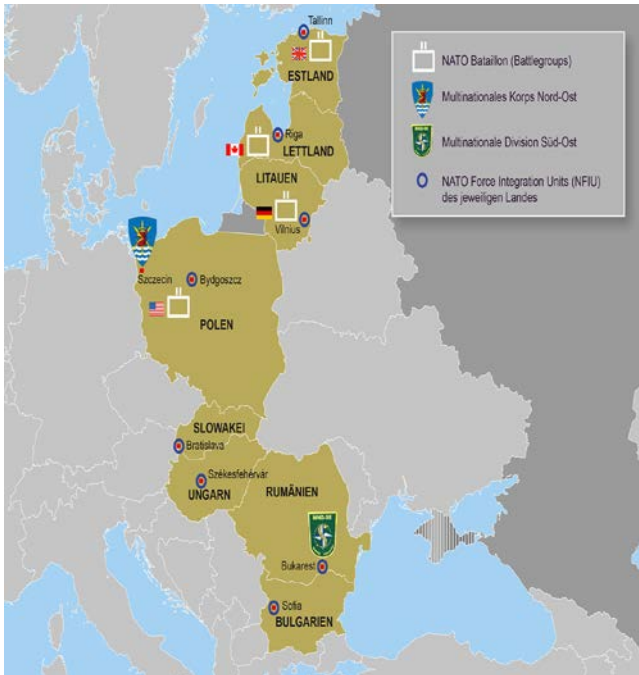 Tallinn
ESTLAND
Riga
LETTLAND
LITAUEN
Vilnius
Szczecin
Bydgoszcz
POLEN
SLOWAKEI
Bratislava
Székesfehérvár
UNGARN
RUMÄNIEN
Bukarest
Sofia
BULGARIEN
NATO Bataillon (Battlegroups)
Multinationales Korps Nord-Ost
Multinationale Division Süd-Ost
NATO Force Integration Units (NFIU)
des jeweiligen Landes